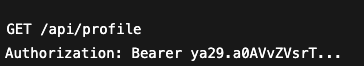 GET /api/profile
Authorization: Bearer ya29.a0AVvZVsrT...